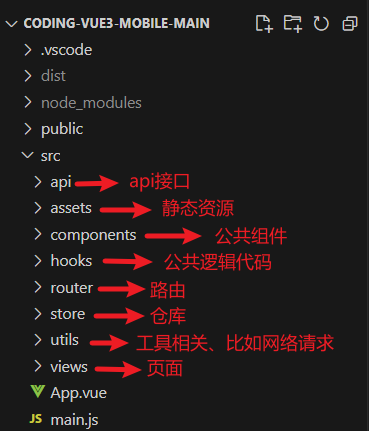 CODING-VUE3-MOBILE-MAIN
.vscode
dist
node_modules
public
src
api api接口
assets 静态资源
components 公共组件
hooks 公共逻辑代码
router 路由
store 仓库
utils 工具相关、比如网络请求
views 页面
App.vue
JS main.js